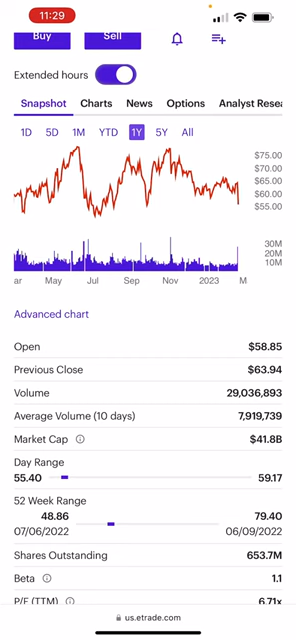 11:29
Buy Sell
Extended hours
Snapshot Charts News Options Analyst Resea
1D 5D 1M YTD 1Y 5Y All
$75.00
$70.00
$65.00
$60.00
$55.00
30M
20M
10M
ar May Jul Sep Nov 2023 M
Advanced chart
Open $58.85
Previous Close $63.94
Volume 29,036,893
Average Volume (10 days) 7,919,739
Market Cap $41.8B
Day Range
55.40 59.17
52 Week Range
48.86 79.40
07/06/2022 06/09/2022
Shares Outstanding 653.7M
Beta 1.1
P/E (TTM) 6.71x
us.etrade.com